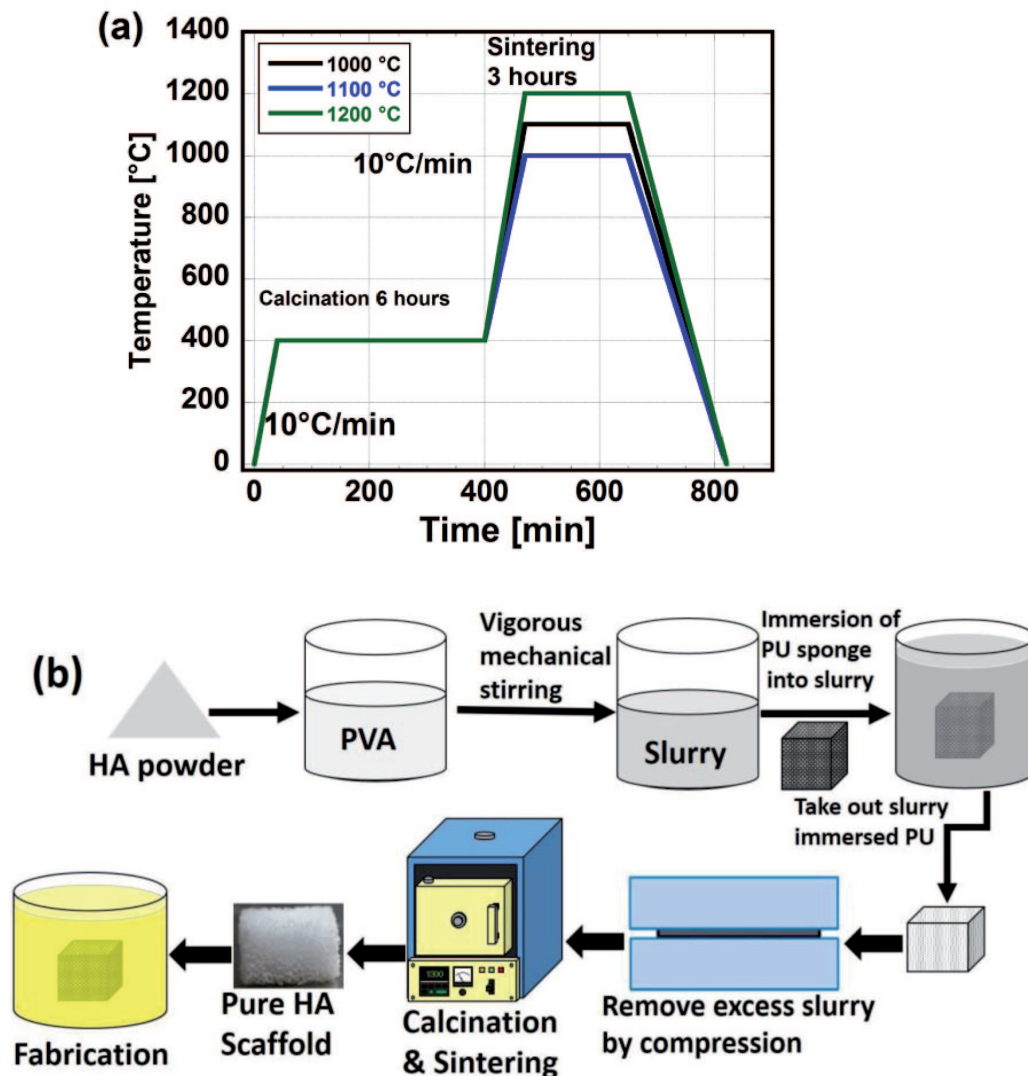 (a)
1400
1200
1000
800
600
400
200
0
Temperature [°C]
1000 °C
1100 °C
1200 °C
Sintering
3 hours
10°C/min
Calcination 6 hours
10°C/min
0
200
400
600
800
Time [min]
(b)
HA powder
PVA
Vigorous
mechanical
stirring
Slurry
Immersion of
PU sponge
into slurry
Take out slurry
immersed PU
Remove excess slurry
by compression
1000
Calcination
& Sintering
Pure HA
Scaffold
Fabrication